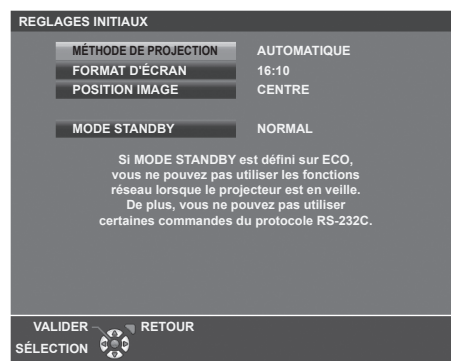 REGLAGES INITIAUX
MÉTHODE DE PROJECTION AUTOMATIQUE
FORMAT D'ÉCRAN 16:10
POSITION IMAGE CENTRE
MODE STANDBY NORMAL
Si MODE STANDBY est défini sur ECO,
vous ne pouvez pas utiliser les fonctions
réseau lorsque le projecteur est en veille.
De plus, vous ne pouvez pas utiliser
certaines commandes du protocole RS-232C.
VALIDER RETOUR
SÉLECTION